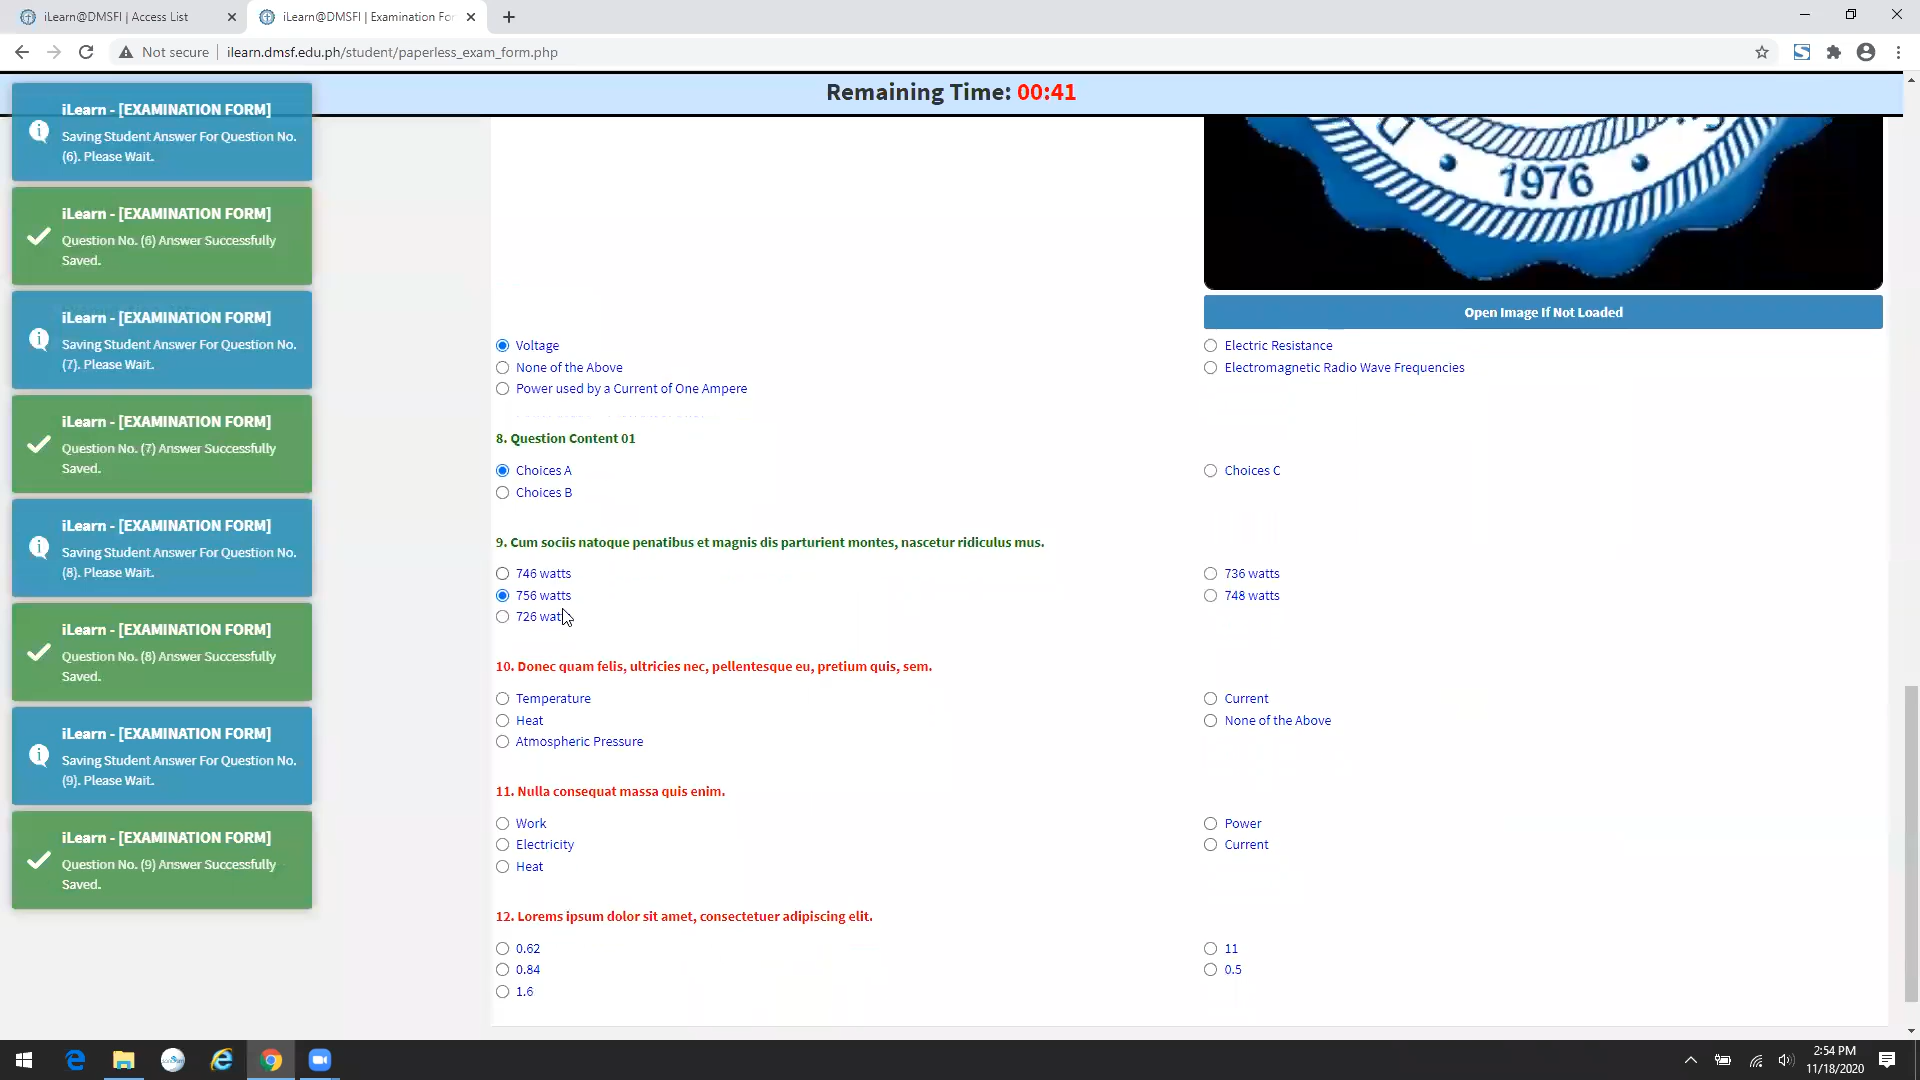 iLearn@DMSFI | Access List
iLearn@DMSFI | Examination For
Not secure
ilearn.dmsf.edu.ph/student/paperless_exam_form.php
Remaining Time: 00:41
iLearn - [EXAMINATION FORM]
Saving Student Answer For Question No.
(6). Please Wait.
iLearn - [EXAMINATION FORM]
Question No. (6) Answer Successfully
Saved.
iLearn - [EXAMINATION FORM]
Saving Student Answer For Question No.
(7). Please Wait.
iLearn - [EXAMINATION FORM]
Question No. (7) Answer Successfully
Saved.
iLearn - [EXAMINATION FORM]
Saving Student Answer For Question No.
(8). Please Wait.
iLearn - [EXAMINATION FORM]
Question No. (8) Answer Successfully
Saved.
iLearn - [EXAMINATION FORM]
Saving Student Answer For Question No.
(9). Please Wait.
iLearn - [EXAMINATION FORM]
Question No. (9) Answer Successfully
Saved.
1976
Open Image If Not Loaded
Voltage
Electric Resistance
None of the Above
Electromagnetic Radio Wave Frequencies
Power used by a Current of One Ampere
8. Question Content 01
Choices A
Choices C
Choices B
9. Cum sociis natoque penatibus et magnis dis parturient montes, nascetur ridiculus mus.
746 watts
736 watts
756 watts
748 watts
726 watts
10. Donec quam felis, ultricies nec, pellentesque eu, pretium quis, sem.
Temperature
Current
Heat
None of the Above
Atmospheric Pressure
11. Nulla consequat massa quis enim.
Work
Power
Electricity
Current
Heat
12. Lorems ipsum dolor sit amet, consectetuer adipiscing elit.
0.62
11
0.84
0.5
1.6
2:54 PM
11/18/2020